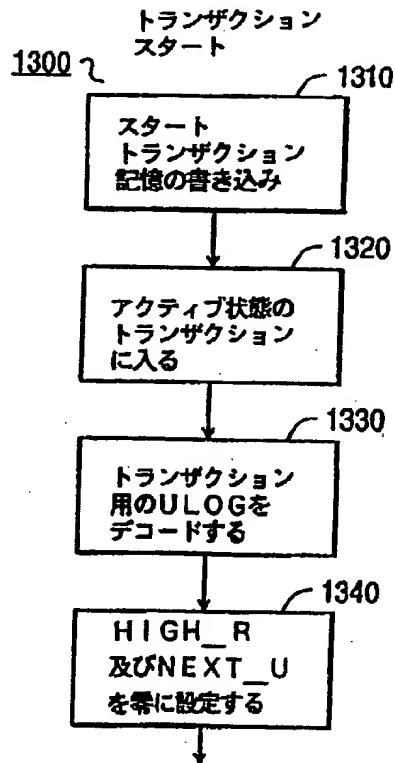 トランザクション
スタート
1300
1310
スタート
トランザクション
記憶の書き込み
1320
アクティブ状態の
トランザクション
に入る
1330
トランザクション
用のULOGを
デコードする
1340
HIGH_R
及びNEXT_U
を零に設定する